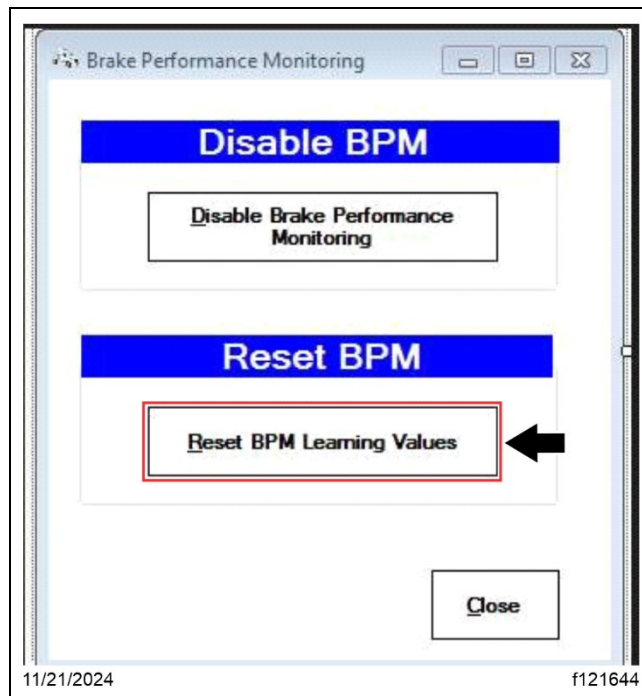 Brake Performance Monitoring
Disable BPM
Disable Brake Performance
Monitoring
Reset BPM
Reset BPM Learning Values
Close
11/21/2024
f121644